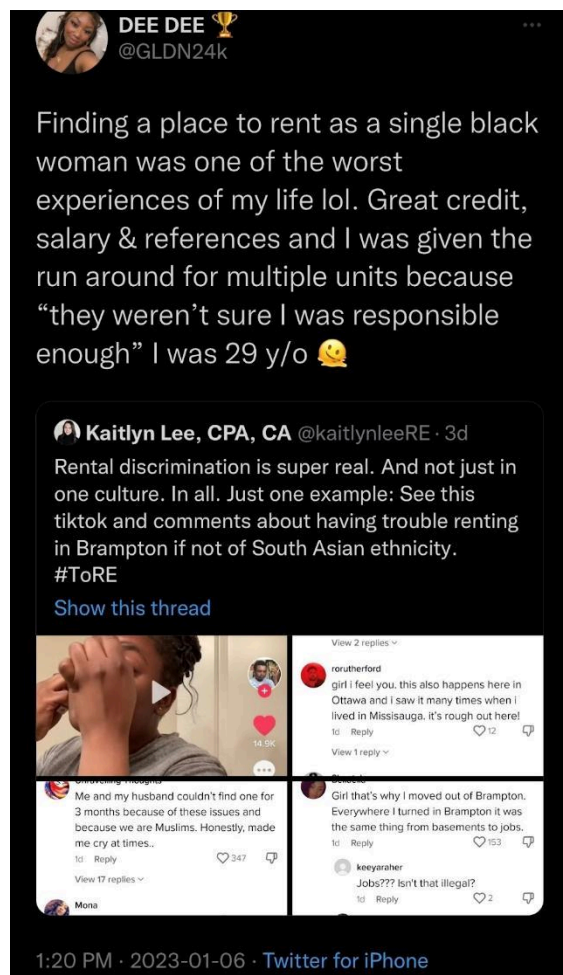 DEE DEE 🏆
@GLDN24k
Finding a place to rent as a single black
woman was one of the worst
experiences of my life lol. Great credit,
salary & references and I was given the
run around for multiple units because
“they weren’t sure I was responsible
enough” I was 29 y/o 🫠
Kaitlyn Lee, CPA, CA @kaitlynleeRE · 3d
Rental discrimination is super real. And not just in
one culture. In all. Just one example: See this
tiktok and comments about having trouble renting
in Brampton if not of South Asian ethnicity.
#ToRE
Show this thread
14.9K
View 2 replies
rorutherford
girl i feel you. this also happens here in
Ottawa and i saw it many times when i
lived in Missisauga. it's rough out here!
1d Reply 12
View 1 reply
Unravelling Thoughts
Me and my husband couldn't find one for
3 months because of these issues and
because we are Muslims. Honestly, made
me cry at times..
1d Reply 347
View 17 replies
Mona
Girl that's why I moved out of Brampton.
Everywhere I turned in Brampton it was
the same thing from basements to jobs.
1d Reply 153
keeyaraher
Jobs??? Isn't that illegal?
1d Reply 2
1:20 PM · 2023-01-06 · Twitter for iPhone